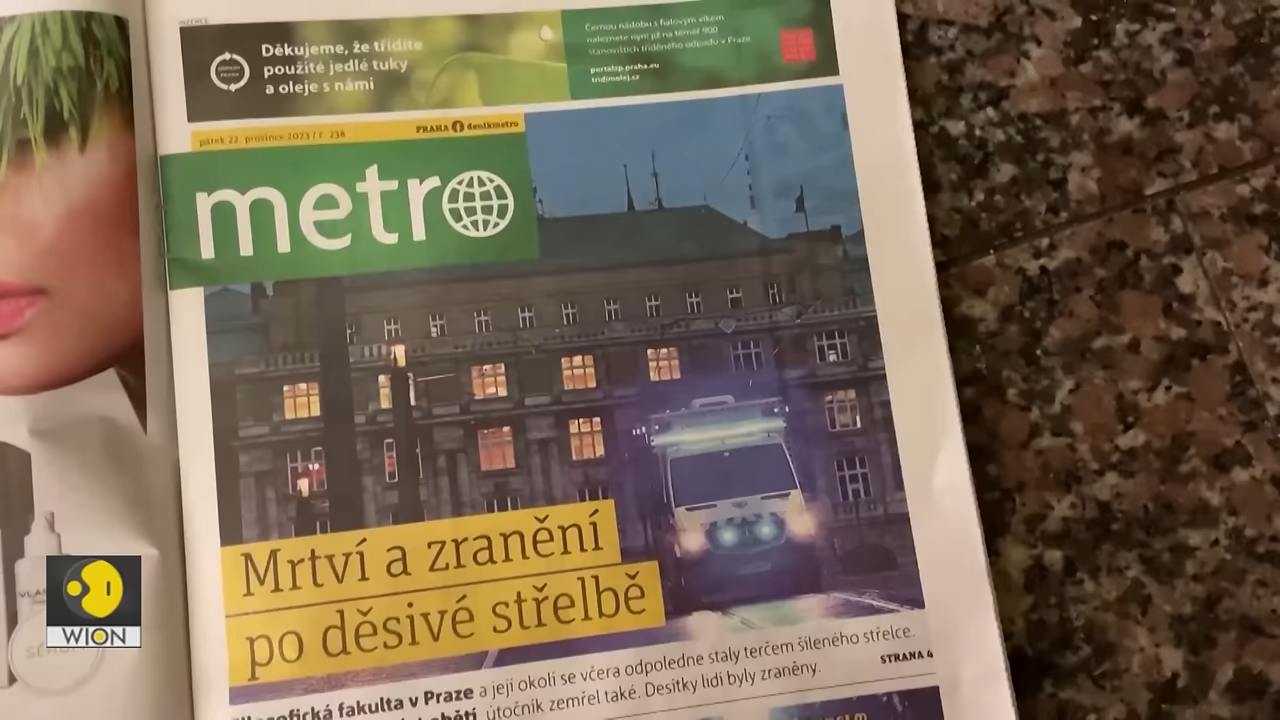 INZERCE
Děkujeme, že třídíte
použité jedlé tuky
a oleje s námi
Černou nádobu s fialovým víkem
naleznete nyní již na téměř 900
stanovištích tříděného odpadu v Praze.
portalzp.praha.eu
tridimolej.cz
pátek 22. prosince 2023 / č. 238
PRAHA denikmetro
metro
Mrtví a zranění
po děsivé střelbě
filosofická fakulta v Praze a její okolí se včera odpoledne staly terčem šíleného střelce.
obětí útočník zemřel také. Desítky lidí byly zraněny.
STRANA 4
WION